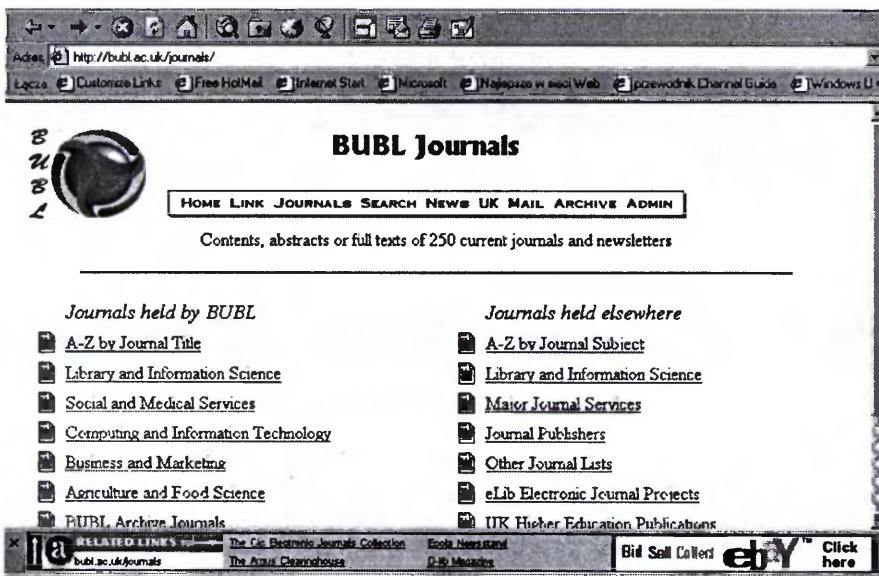 Adres http://bubl.ac.uk/journals/
Łącza Customize Links Free HotMail Internet Start Microsoft Najlepsze w sieci Web przewodnik Channel Guide Windows U
BUBL
BUBL Journals
HOME LINK JOURNALS SEARCH NEWS UK MAIL ARCHIVE ADMIN
Contents, abstracts or full texts of 250 current journals and newsletters
Journals held by BUBL
A-Z by Journal Title
Library and Information Science
Social and Medical Services
Computing and Information Technology
Business and Marketing
Agriculture and Food Science
BUBL Archive Journals
Journals held elsewhere
A-Z by Journal Subject
Library and Information Science
Major Journal Services
Journal Publishers
Other Journal Lists
eLib Electronic Journal Projects
UK Higher Education Publications
× a RELATED LINKS
bubl.ac.uk/journals
The Cic Electronic Journals Collection
The Argus Clearinghouse
Ecola Newsstand
D-lib Magazine
Bid Sell Collect ebaY™ Click here